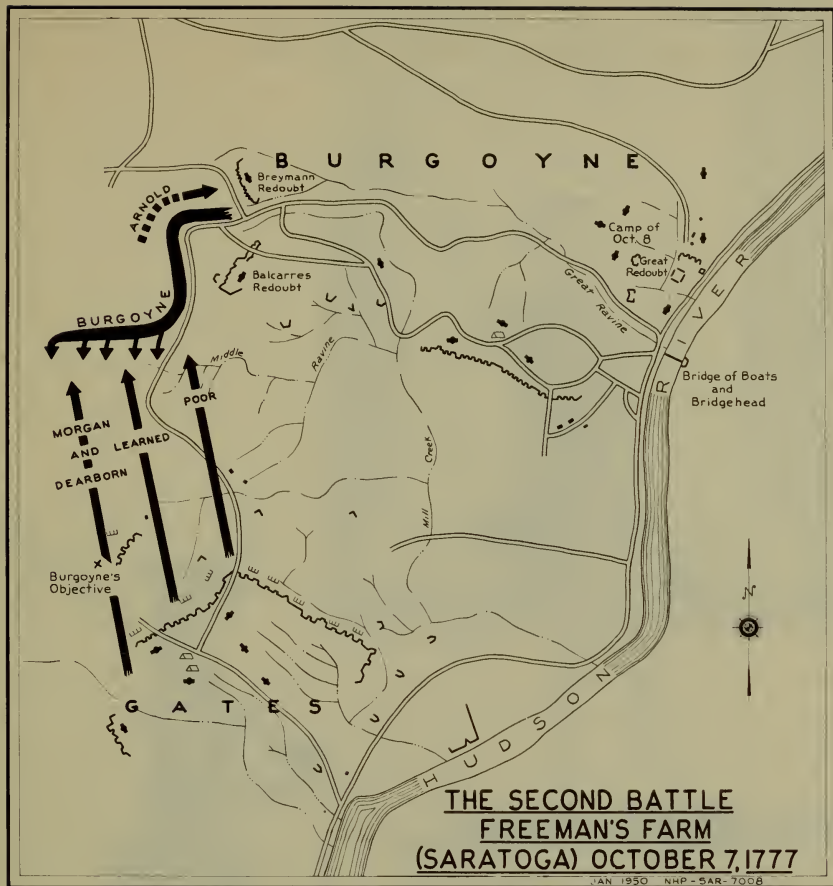 BURGOYNE
Breymann
Redoubt
ARNOLD
Camp of
Oct. 8
Great
Redoubt
Balcarres
Redoubt
Great Ravine
BURGOYNE
RIVER
Middle
Ravine
Bridge of Boats
and
Bridgehead
POOR
MORGAN
AND
DEARBORN
LEARNED
Creek
Mill
Burgoyne's
Objective
N
GATES
HUDSON
THE SECOND BATTLE
FREEMAN'S FARM
(SARATOGA) OCTOBER 7, 1777
JAN 1950 NHP-SAR-7008